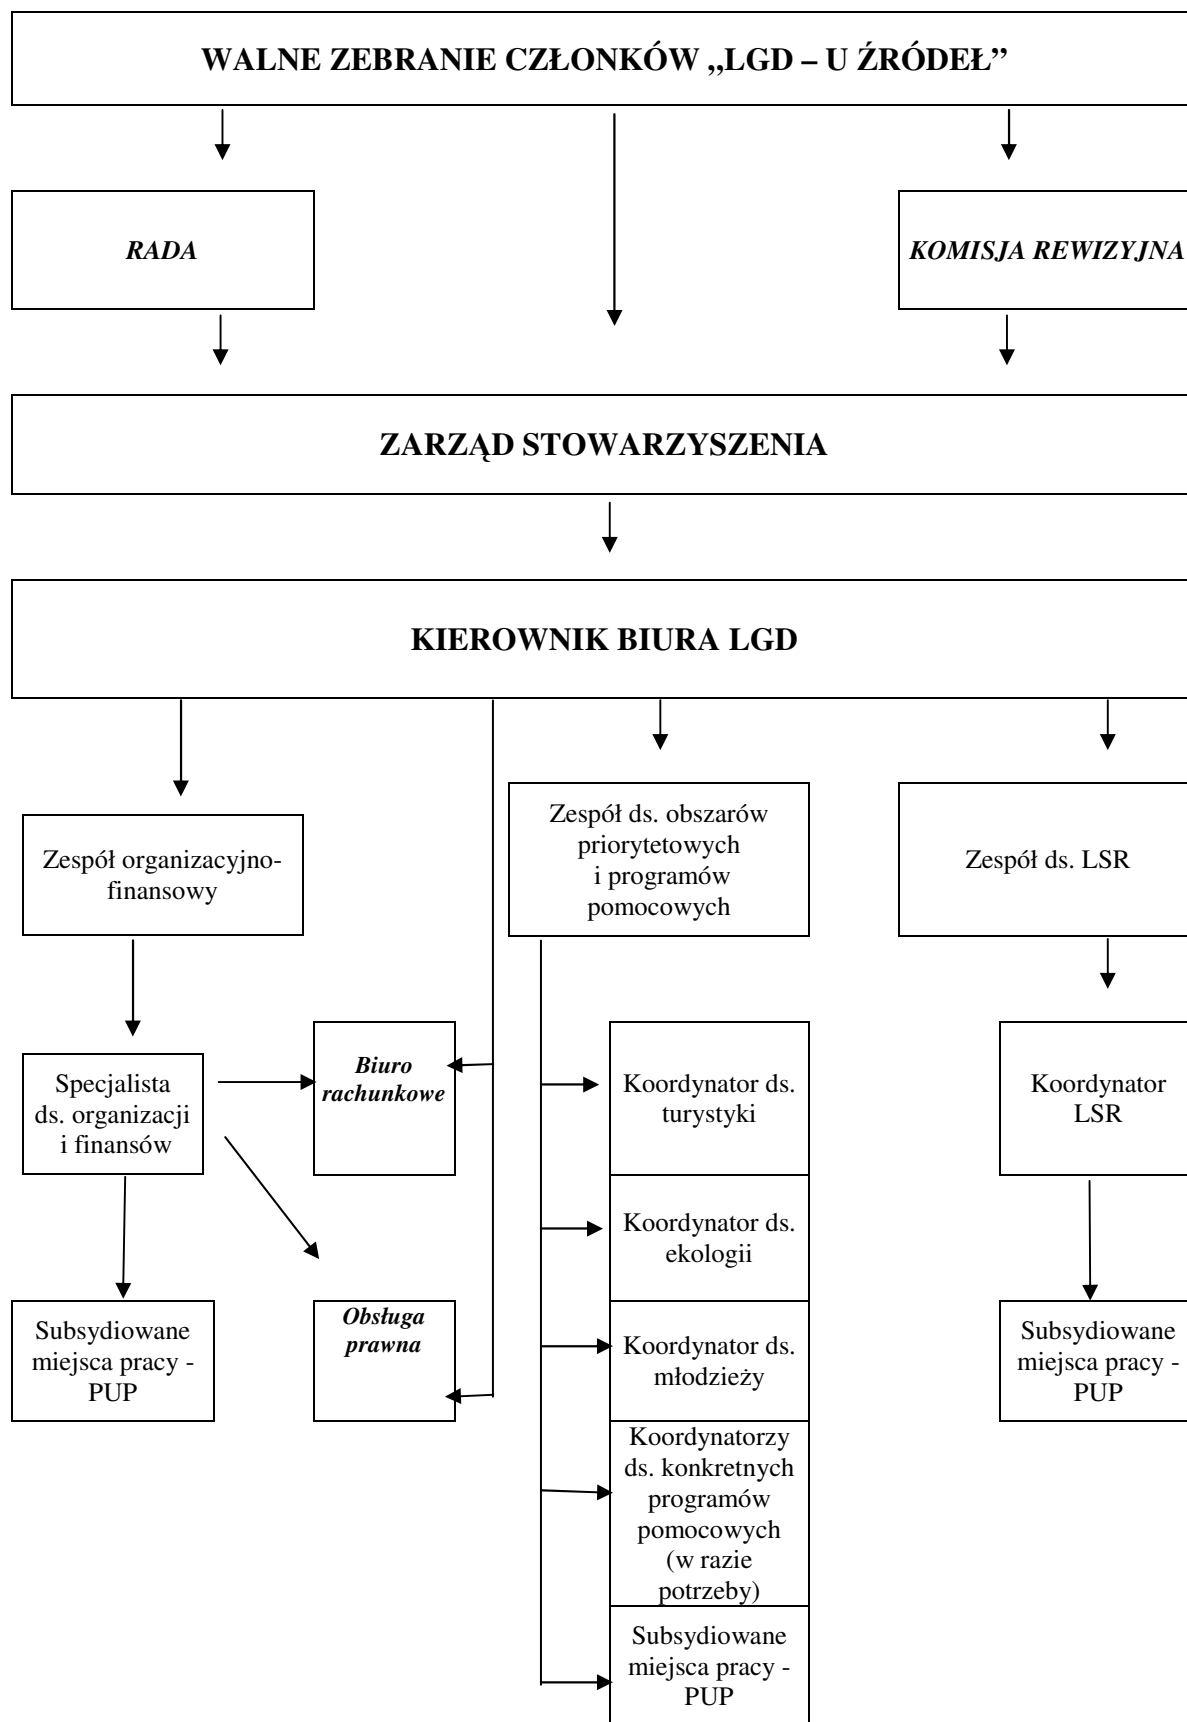 WALNE ZEBRANIE CZŁONKÓW „LGD – U ŹRÓDEŁ”
RADA
KOMISJA REWIZYJNA
ZARZĄD STOWARZYSZENIA
KIEROWNIK BIURA LGD
Zespół organizacyjno-
finansowy
Zespół ds. obszarów
priorytetowych
i programów
pomocowych
Zespół ds. LSR
Specjalista
ds. organizacji
i finansów
Biuro
rachunkowe
Koordynator ds.
turystyki
Koordynator
LSR
Koordynator ds.
ekologii
Subsydiowane
miejsca pracy -
PUP
Obsługa
prawna
Koordynator ds.
młodzieży
Subsydiowane
miejsca pracy -
PUP
Koordynatorzy
ds. konkretnych
programów
pomocowych
(w razie
potrzeby)
Subsydiowane
miejsca pracy -
PUP